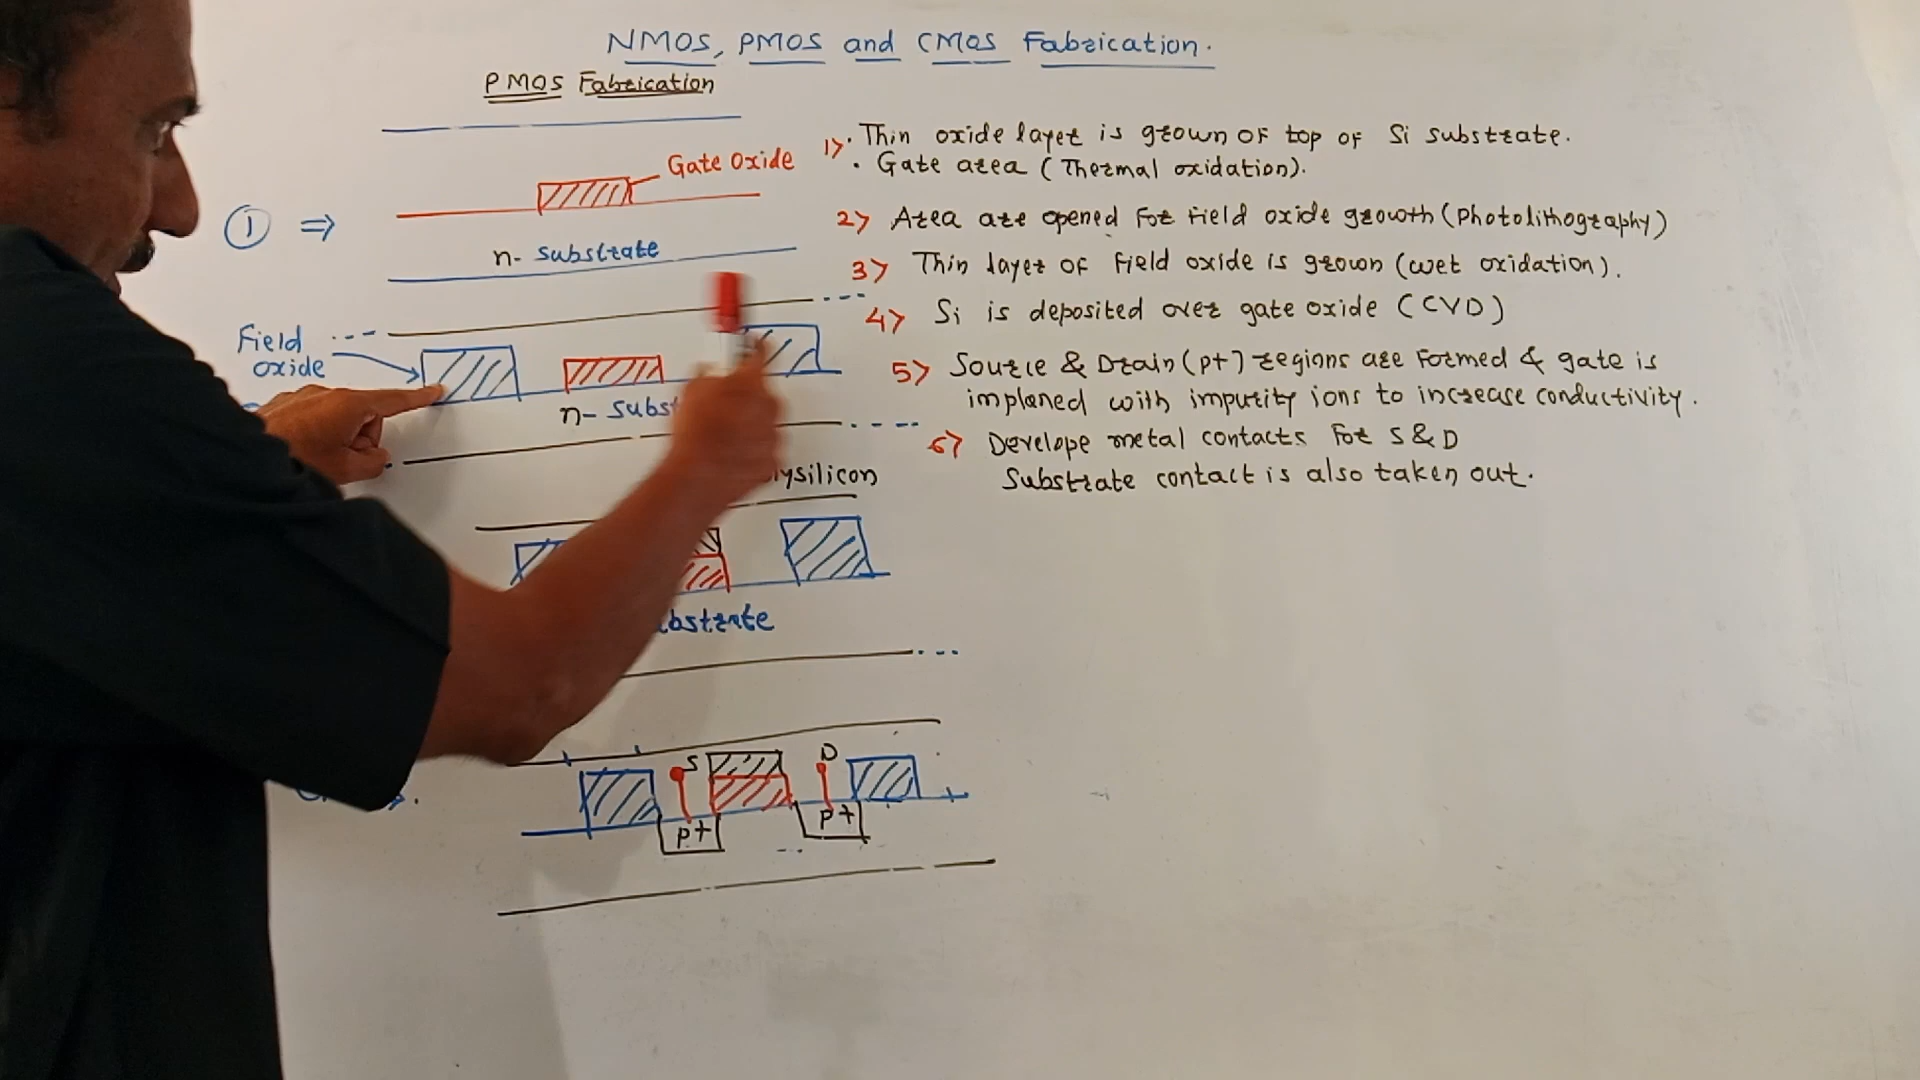 NMOS, PMOS and CMOS Fabrication.
PMOS Fabrication
Gate Oxide
① ⇒
n- substrate
Field
oxide
n- subst
lysilicon
bstrate
S
D
P+
P+
1> . Thin oxide layer is grown of top of Si substrate.
. Gate area (Thermal oxidation).
2> Area are opened for field oxide growth (Photolithography)
3> Thin layer of field oxide is grown (wet oxidation).
4> Si is deposited over gate oxide (CVD)
5> Source & Drain (p+) regions are formed & gate is
implaned with impurity ions to increase conductivity.
6> Develope metal contacts for S & D
Substrate contact is also taken out.